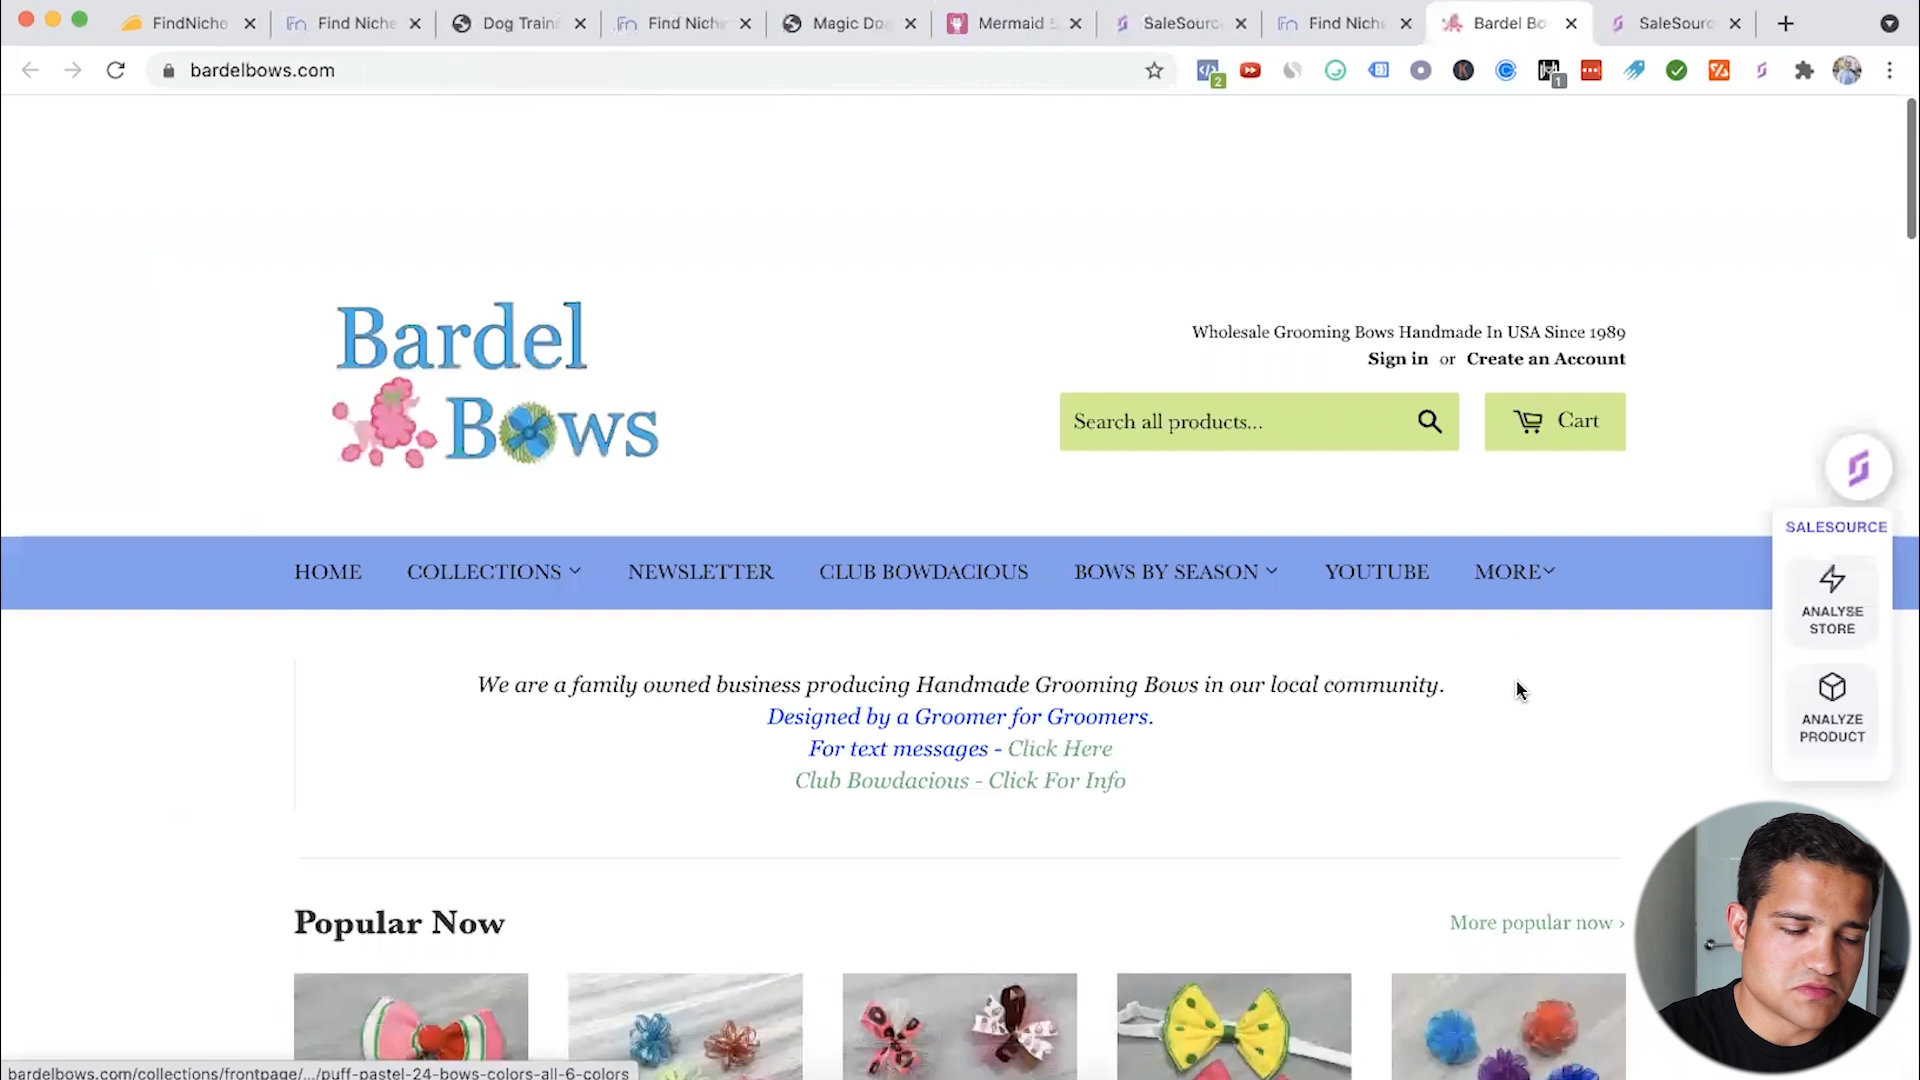 FindNicho
Find Niche
Dog Traini
Find Nichi
Magic Do
Mermaid
SaleSourc
Find Niche
Bardel Bo
SaleSourc
bardelbows.com
2
1
Bardel
Bows
Wholesale Grooming Bows Handmade In USA Since 1989
Sign in or Create an Account
Search all products...
Cart
HOME
COLLECTIONS
NEWSLETTER
CLUB BOWDACIOUS
BOWS BY SEASON
YOUTUBE
MORE
SALESOURCE
ANALYSE
STORE
ANALYZE
PRODUCT
We are a family owned business producing Handmade Grooming Bows in our local community.
Designed by a Groomer for Groomers.
For text messages - Click Here
Club Bowdacious - Click For Info
Popular Now
More popular now ›
bardelbows.com/collections/frontpage/.../puff-pastel-24-bows-colors-all-6-colors